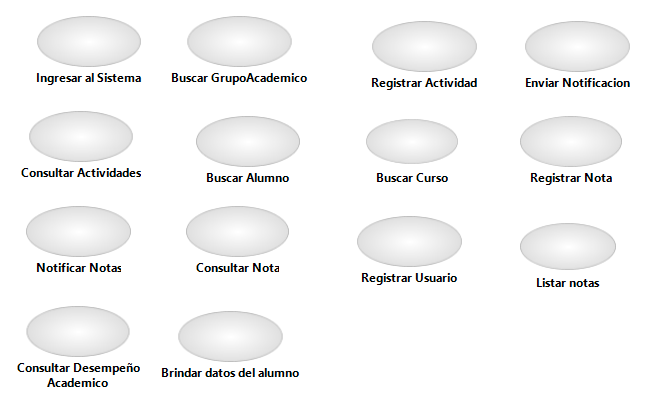 Ingresar al Sistema
Buscar GrupoAcademico
Registrar Actividad
Enviar Notificacion
Consultar Actividades
Buscar Alumno
Buscar Curso
Registrar Nota
Notificar Notas
Consultar Nota
Registrar Usuario
Listar notas
Consultar Desempeño
Academico
Brindar datos del alumno